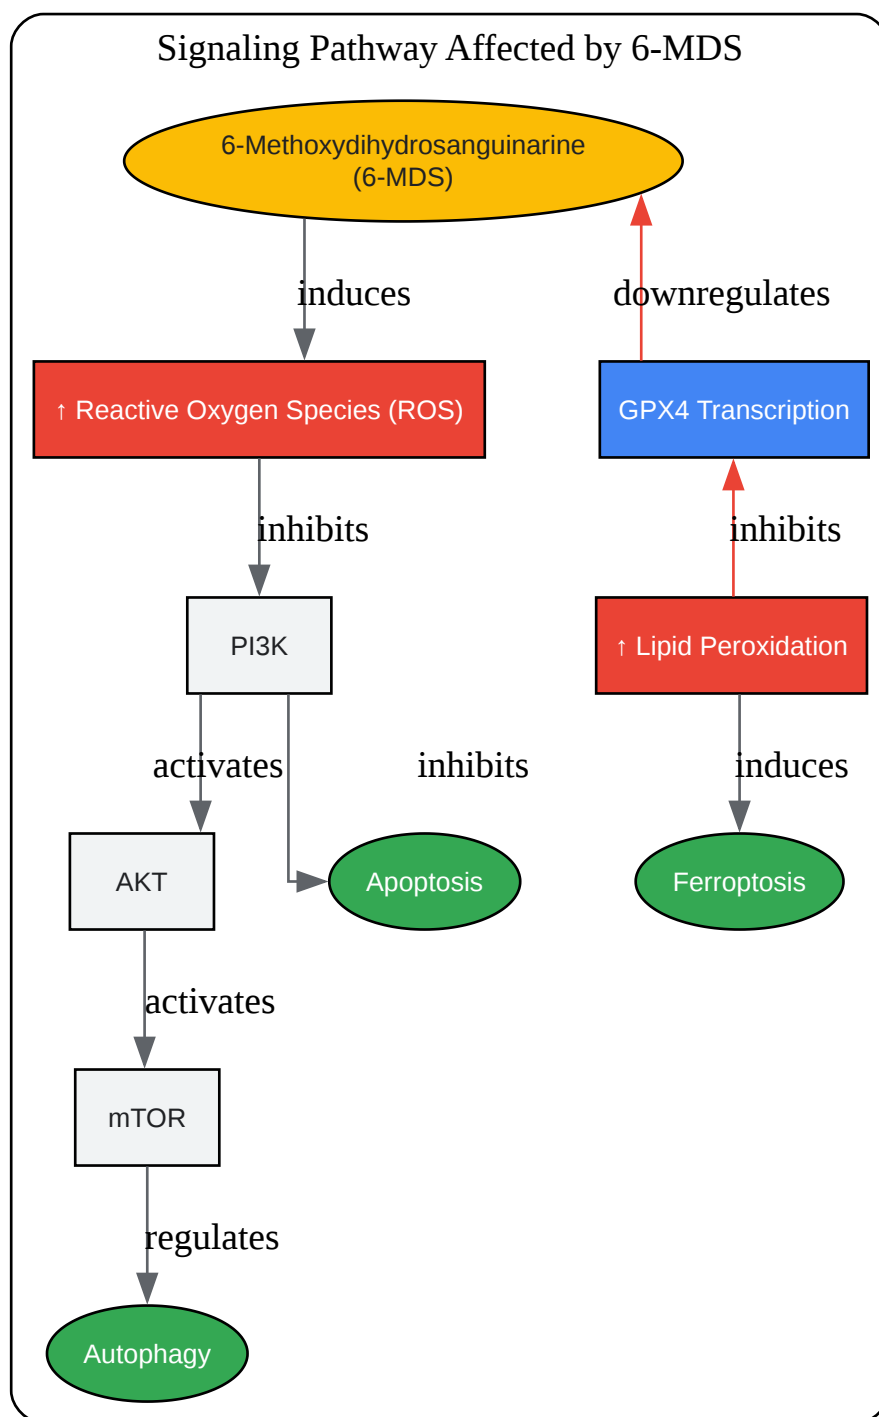 Signaling Pathway Affected by 6-MDS
6-Methoxydihydrosanguinarine
(6-MDS)
induces
downregulates
↑ Reactive Oxygen Species (ROS)
GPX4 Transcription
inhibits
inhibits
PI3K
↑ Lipid Peroxidation
activates
inhibits
induces
AKT
Apoptosis
Ferroptosis
activates
mTOR
regulates
Autophagy